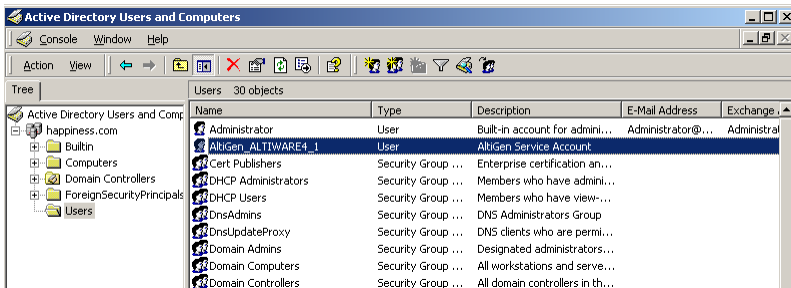 Active Directory Users and Computers
Console Window Help
Action View
Tree
Users 30 objects
Active Directory Users and Comp
happiness.com
Builtin
Computers
Domain Controllers
ForeignSecurityPrincipals
Users
Name Type Description E-Mail Address Exchange
Administrator User Built-in account for admini... Administrator@... Administrat
AltiGen_ALTIWARE4_1 User AltiGen Service Account
Cert Publishers Security Group ... Enterprise certification an...
DHCP Administrators Security Group ... Members who have admini...
DHCP Users Security Group ... Members who have view-...
DnsAdmins Security Group ... DNS Administrators Group
DnsUpdateProxy Security Group ... DNS clients who are permi...
Domain Admins Security Group ... Designated administrators...
Domain Computers Security Group ... All workstations and serve...
Domain Controllers Security Group ... All domain controllers in th...